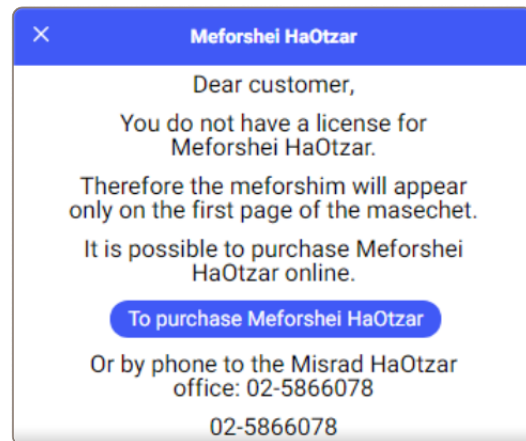 Meforshei HaOtzar
Dear customer,
You do not have a license for
Meforshei HaOtzar.
Therefore the meforshim will appear
only on the first page of the masechet.
It is possible to purchase Meforshei
HaOtzar online.
To purchase Meforshei HaOtzar
Or by phone to the Misrad HaOtzar
office: 02-5866078
02-5866078